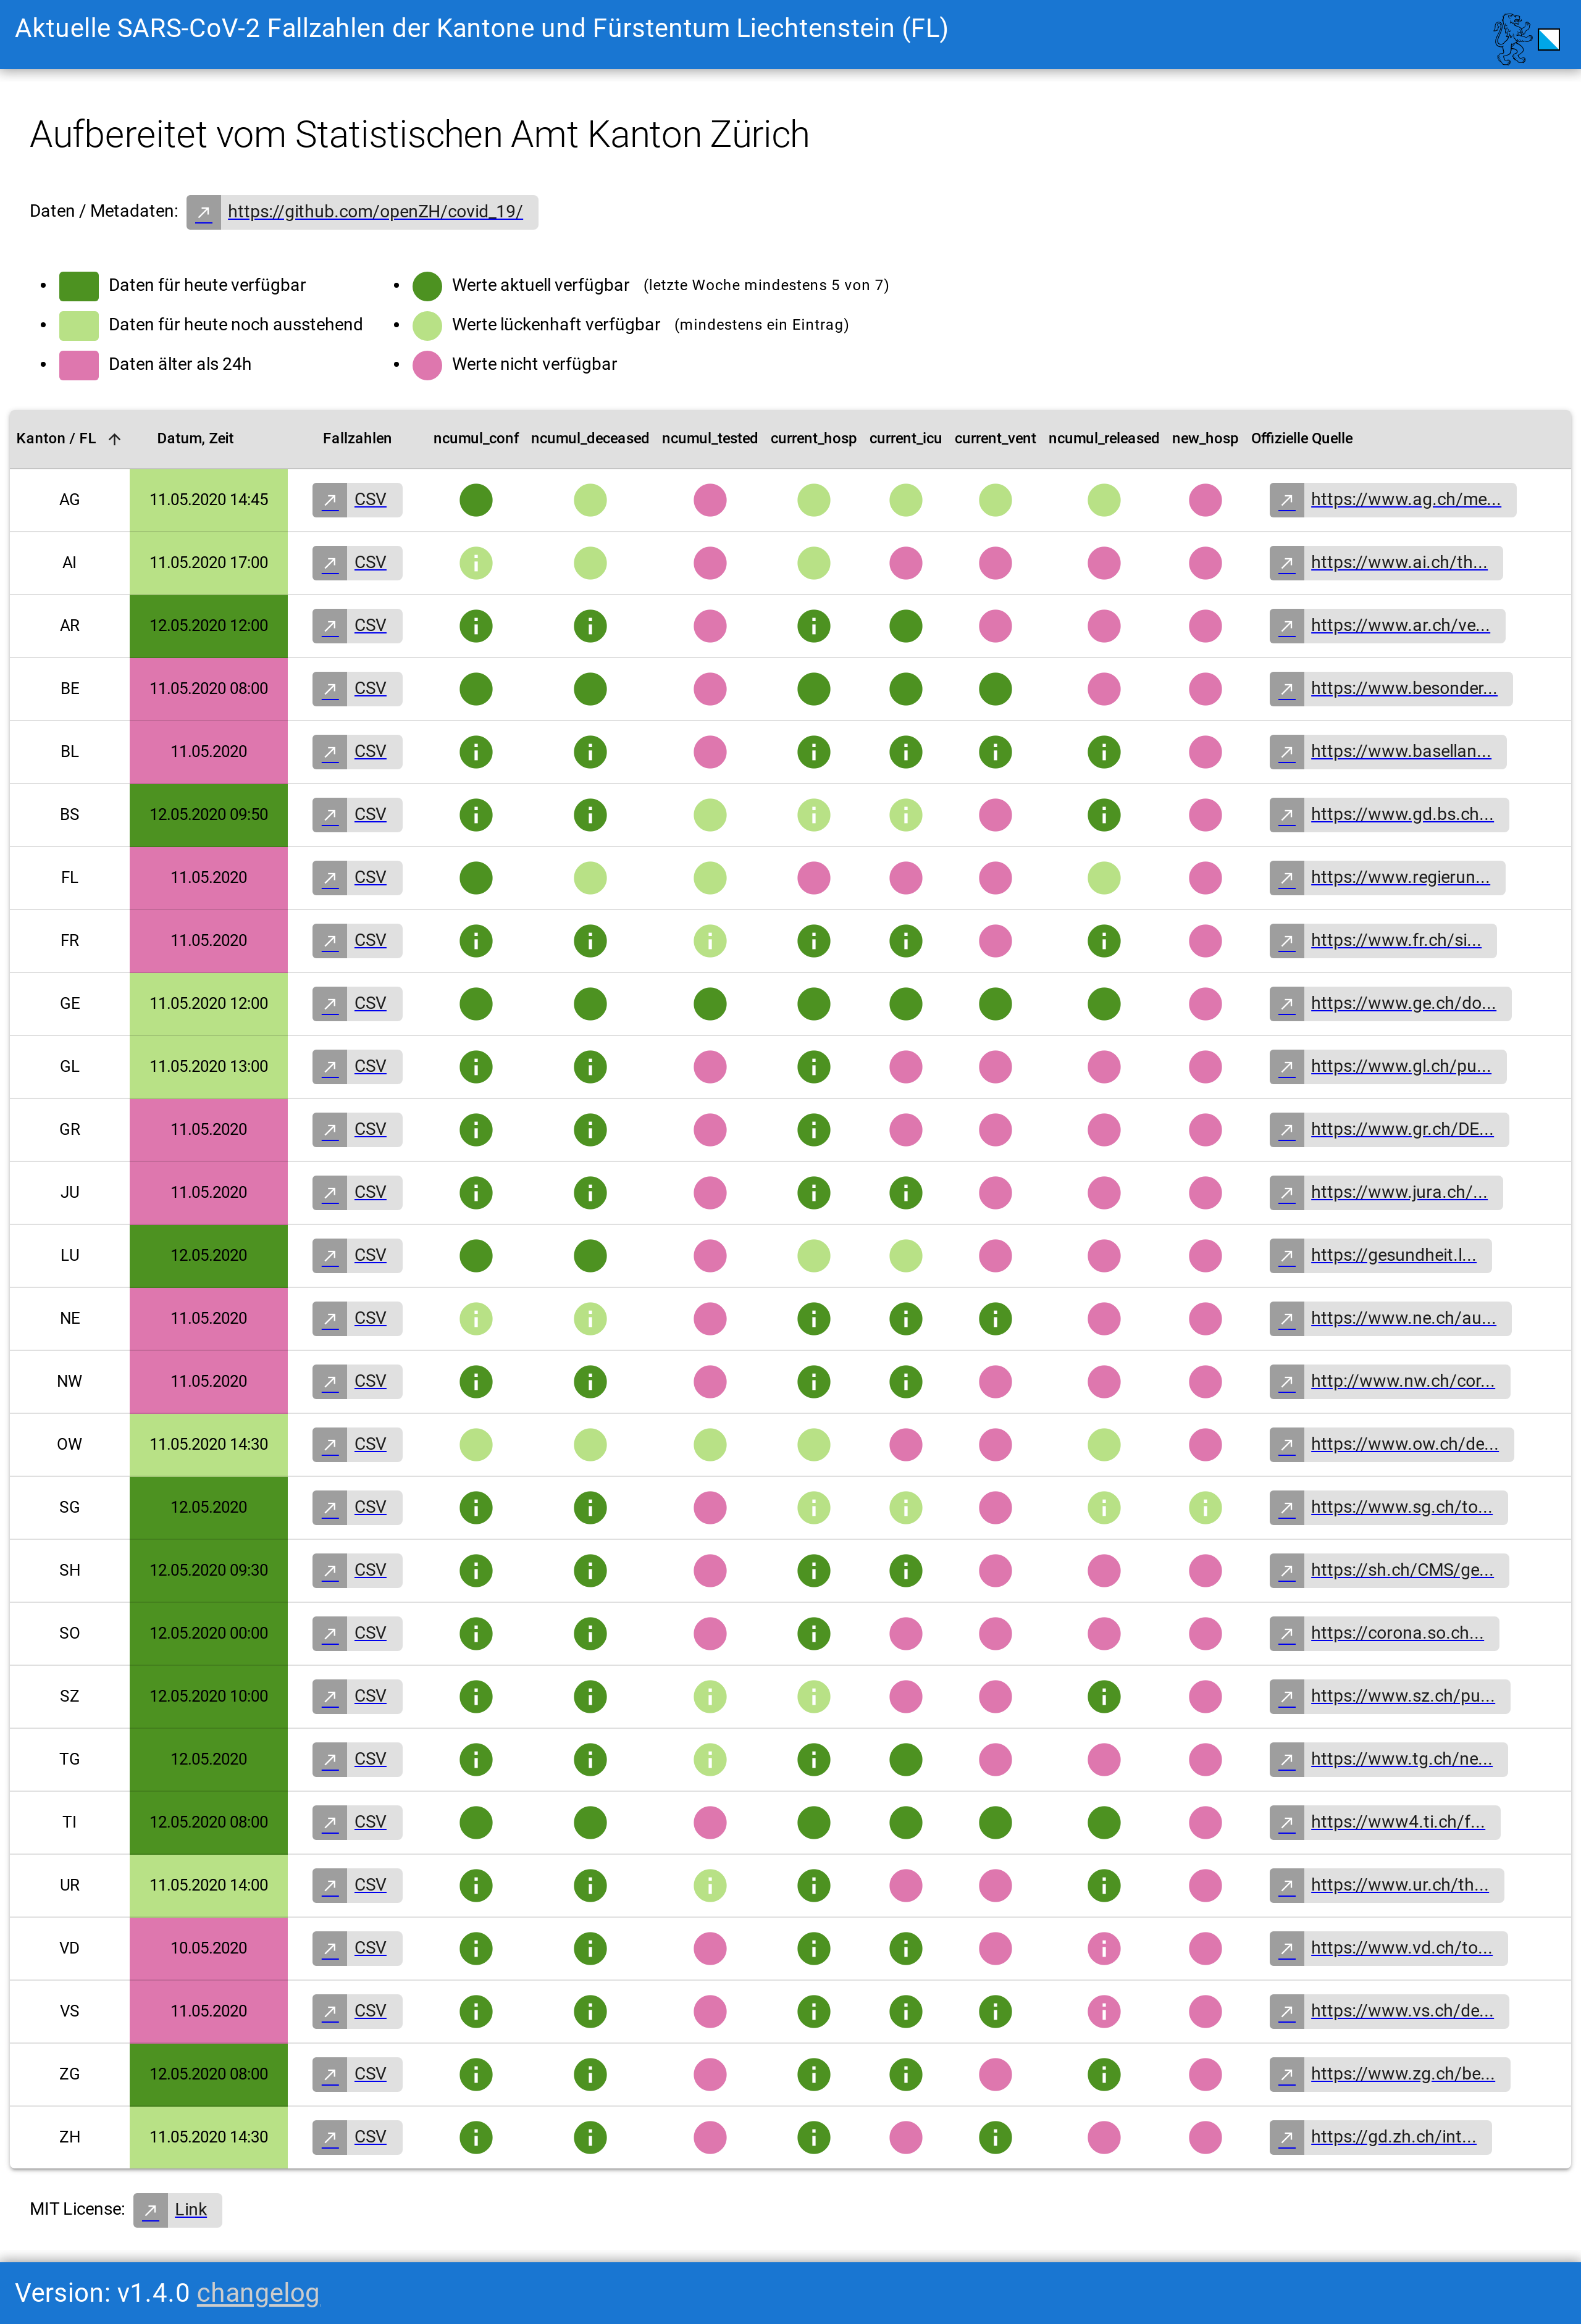 Aktuelle SARS-CoV-2 Fallzahlen der Kantone und Fürstentum Liechtenstein (FL)
Aufbereitet vom Statistischen Amt Kanton Zürich
Daten / Metadaten: https://github.com/openZH/covid_19/
Daten für heute verfügbar
Daten für heute noch ausstehend
Daten älter als 24h
Werte aktuell verfügbar (letzte Woche mindestens 5 von 7)
Werte lückenhaft verfügbar (mindestens ein Eintrag)
Werte nicht verfügbar
Kanton / FL Datum, Zeit Fallzahlen ncumul_conf ncumul_deceased ncumul_tested current_hosp current_icu current_vent ncumul_released new_hosp Offizielle Quelle
AG 11.05.2020 14:45 CSV https://www.ag.ch/me...
AI 11.05.2020 17:00 CSV https://www.ai.ch/th...
AR 12.05.2020 12:00 CSV https://www.ar.ch/ve...
BE 11.05.2020 08:00 CSV https://www.besonder...
BL 11.05.2020 CSV https://www.basellan...
BS 12.05.2020 09:50 CSV https://www.gd.bs.ch...
FL 11.05.2020 CSV https://www.regierun...
FR 11.05.2020 CSV https://www.fr.ch/si...
GE 11.05.2020 12:00 CSV https://www.ge.ch/do...
GL 11.05.2020 13:00 CSV https://www.gl.ch/pu...
GR 11.05.2020 CSV https://www.gr.ch/DE...
JU 11.05.2020 CSV https://www.jura.ch/...
LU 12.05.2020 CSV https://gesundheit.l...
NE 11.05.2020 CSV https://www.ne.ch/au...
NW 11.05.2020 CSV http://www.nw.ch/cor...
OW 11.05.2020 14:30 CSV https://www.ow.ch/de...
SG 12.05.2020 CSV https://www.sg.ch/to...
SH 12.05.2020 09:30 CSV https://sh.ch/CMS/ge...
SO 12.05.2020 00:00 CSV https://corona.so.ch...
SZ 12.05.2020 10:00 CSV https://www.sz.ch/pu...
TG 12.05.2020 CSV https://www.tg.ch/ne...
TI 12.05.2020 08:00 CSV https://www4.ti.ch/f...
UR 11.05.2020 14:00 CSV https://www.ur.ch/th...
VD 10.05.2020 CSV https://www.vd.ch/to...
VS 11.05.2020 CSV https://www.vs.ch/de...
ZG 12.05.2020 08:00 CSV https://www.zg.ch/be...
ZH 11.05.2020 14:30 CSV https://gd.zh.ch/int...
MIT License: Link
Version: v1.4.0 changelog